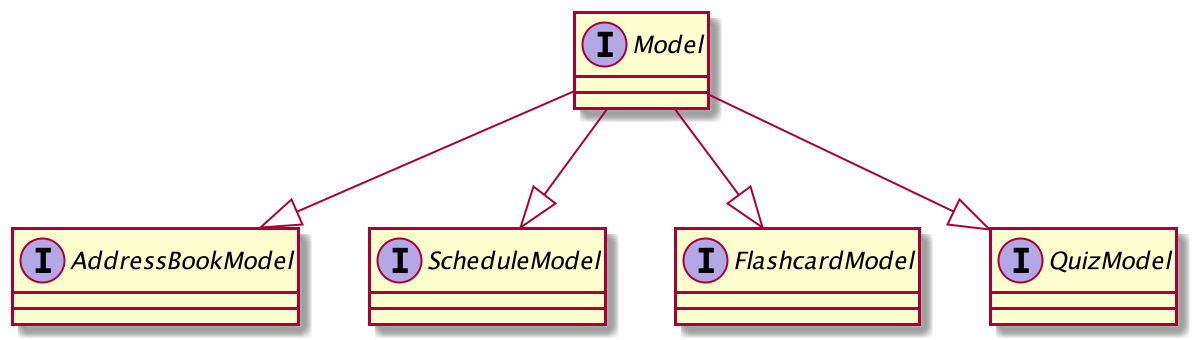 I Model
I AddressBookModel
I ScheduleModel
I FlashcardModel
I QuizModel